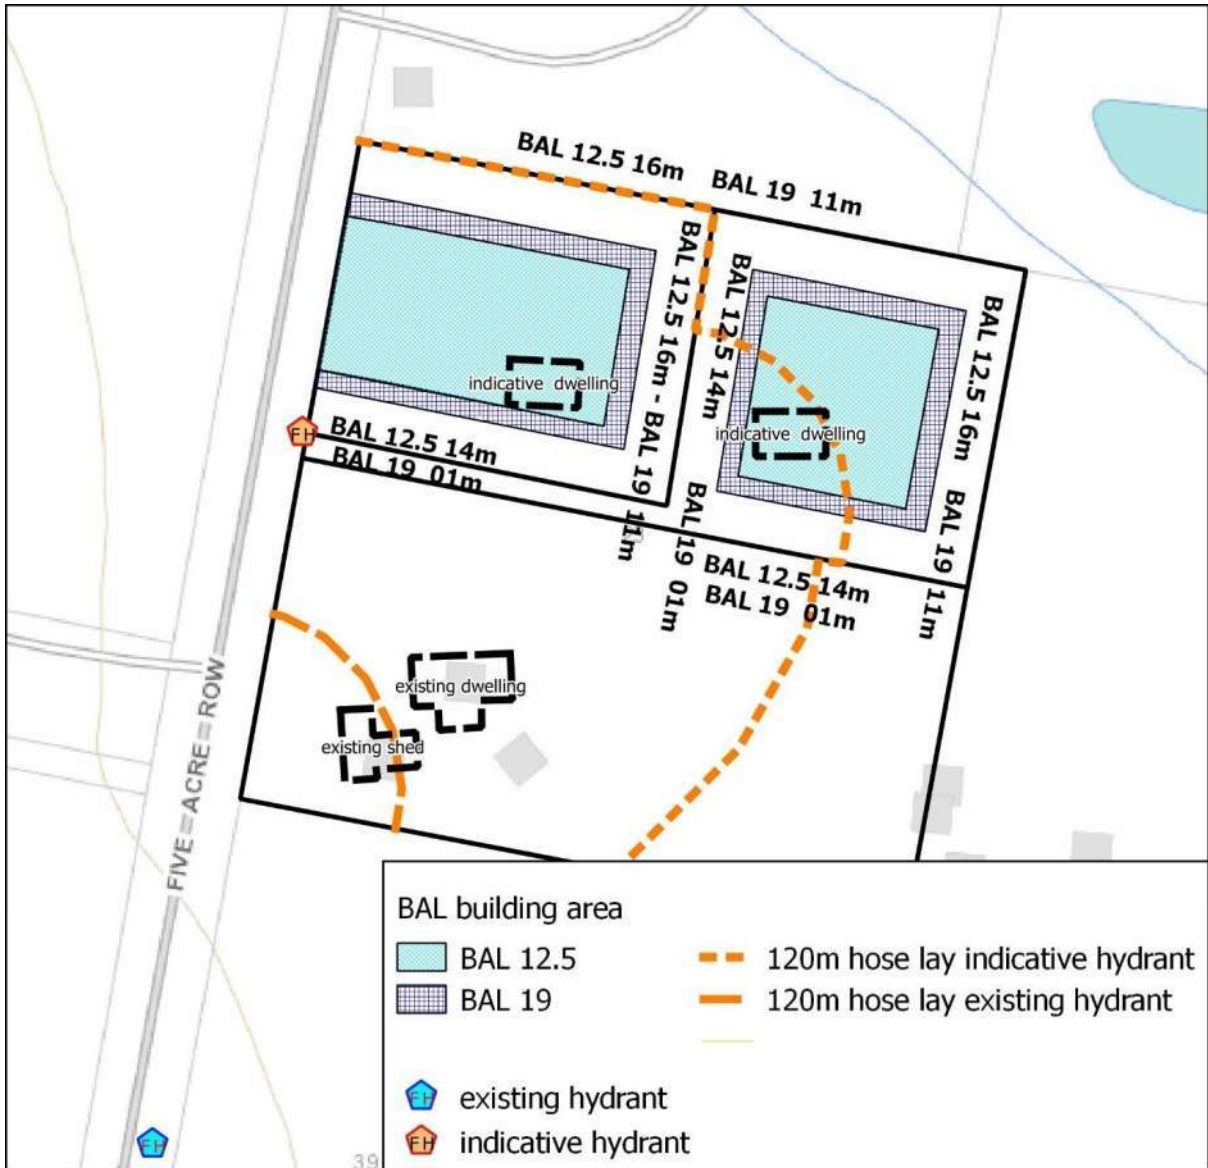 BAL 12.5 16m
BAL 19 11m
BAL 12.5 16m - BAL 19 11m
BAL 12.5 14m
BAL 19 01m
BAL 12.5 16m
BAL 19 11m
indicative dwelling
indicative dwelling
FH
BAL 12.5 14m
BAL 19 01m
BAL 12.5 14m
BAL 19 01m
existing dwelling
existing shed
FIVE ACRE ROW
BAL building area
BAL 12.5
BAL 19
120m hose lay indicative hydrant
120m hose lay existing hydrant
FH existing hydrant
FH indicative hydrant
FH
39